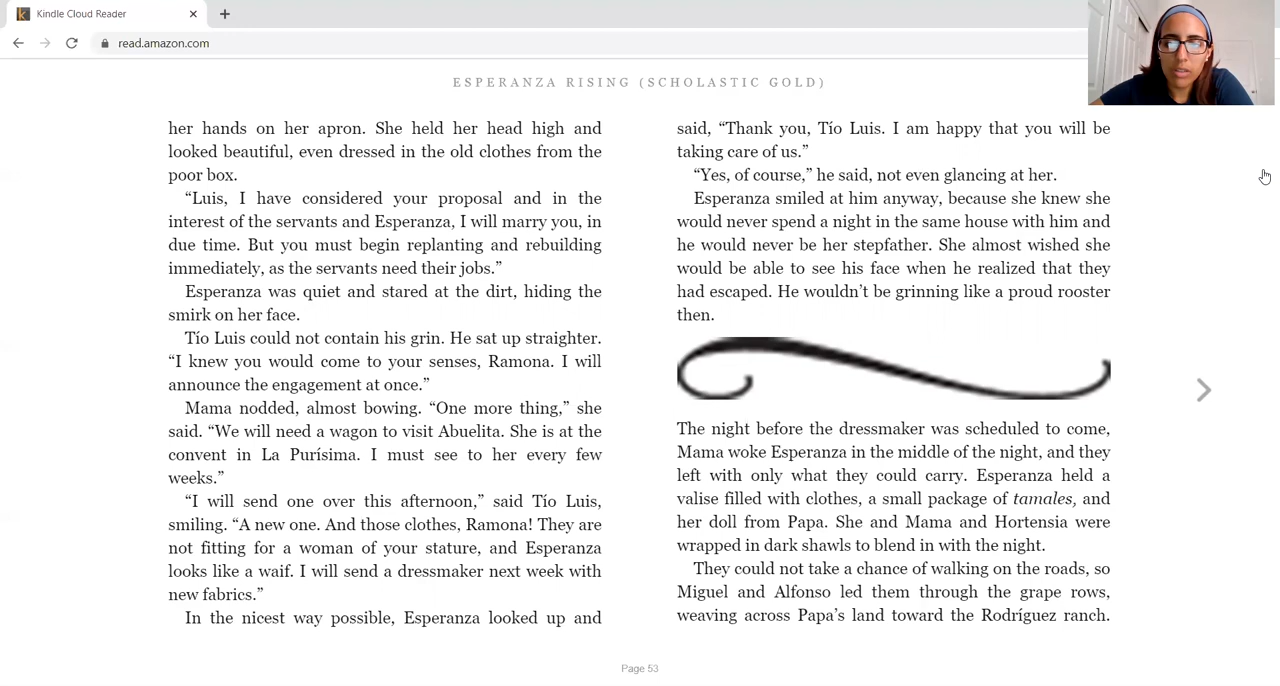 Kindle Cloud Reader
read.amazon.com
ESPERANZA RISING (SCHOLASTIC GOLD)
her hands on her apron. She held her head high and
looked beautiful, even dressed in the old clothes from the
poor box.
“Luis, I have considered your proposal and in the
interest of the servants and Esperanza, I will marry you, in
due time. But you must begin replanting and rebuilding
immediately, as the servants need their jobs.”
Esperanza was quiet and stared at the dirt, hiding the
smirk on her face.
Tío Luis could not contain his grin. He sat up straighter.
“I knew you would come to your senses, Ramona. I will
announce the engagement at once.”
Mama nodded, almost bowing. “One more thing,” she
said. “We will need a wagon to visit Abuelita. She is at the
convent in La Purísima. I must see to her every few
weeks.”
“I will send one over this afternoon,” said Tío Luis,
smiling. “A new one. And those clothes, Ramona! They are
not fitting for a woman of your stature, and Esperanza
looks like a waif. I will send a dressmaker next week with
new fabrics.”
In the nicest way possible, Esperanza looked up and
said, “Thank you, Tío Luis. I am happy that you will be
taking care of us.”
“Yes, of course,” he said, not even glancing at her.
Esperanza smiled at him anyway, because she knew she
would never spend a night in the same house with him and
he would never be her stepfather. She almost wished she
would be able to see his face when he realized that they
had escaped. He wouldn’t be grinning like a proud rooster
then.
The night before the dressmaker was scheduled to come,
Mama woke Esperanza in the middle of the night, and they
left with only what they could carry. Esperanza held a
valise filled with clothes, a small package of tamales, and
her doll from Papa. She and Mama and Hortensia were
wrapped in dark shawls to blend in with the night.
They could not take a chance of walking on the roads, so
Miguel and Alfonso led them through the grape rows,
weaving across Papa’s land toward the Rodríguez ranch.
Page 53